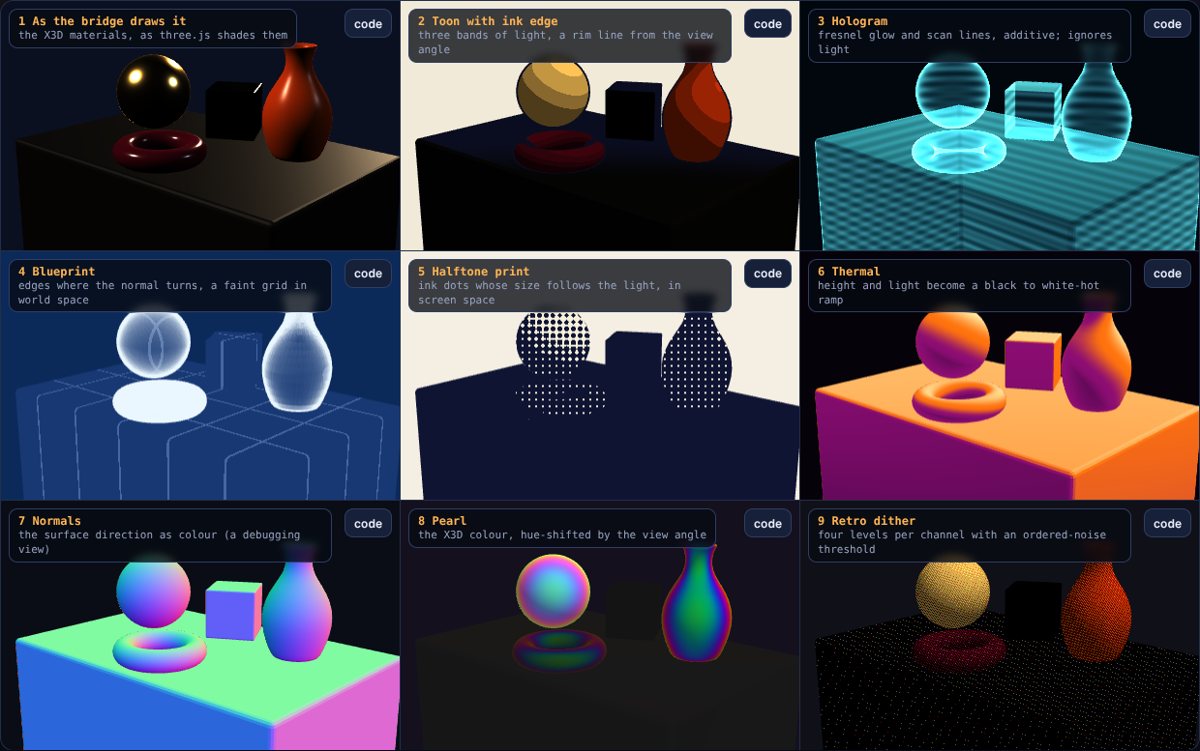 1 As the bridge draws it
the X3D materials, as three.js shades them
code
2 Toon with ink edge
three bands of light, a rim line from the view
angle
code
3 Hologram
fresnel glow and scan lines, additive; ignores
light
code
4 Blueprint
edges where the normal turns, a faint grid in
world space
code
5 Halftone print
ink dots whose size follows the light, in
screen space
code
6 Thermal
height and light become a black to white-hot
ramp
code
7 Normals
the surface direction as colour (a debugging
view)
code
8 Pearl
the X3D colour, hue-shifted by the view angle
code
9 Retro dither
four levels per channel with an ordered-noise
threshold
code